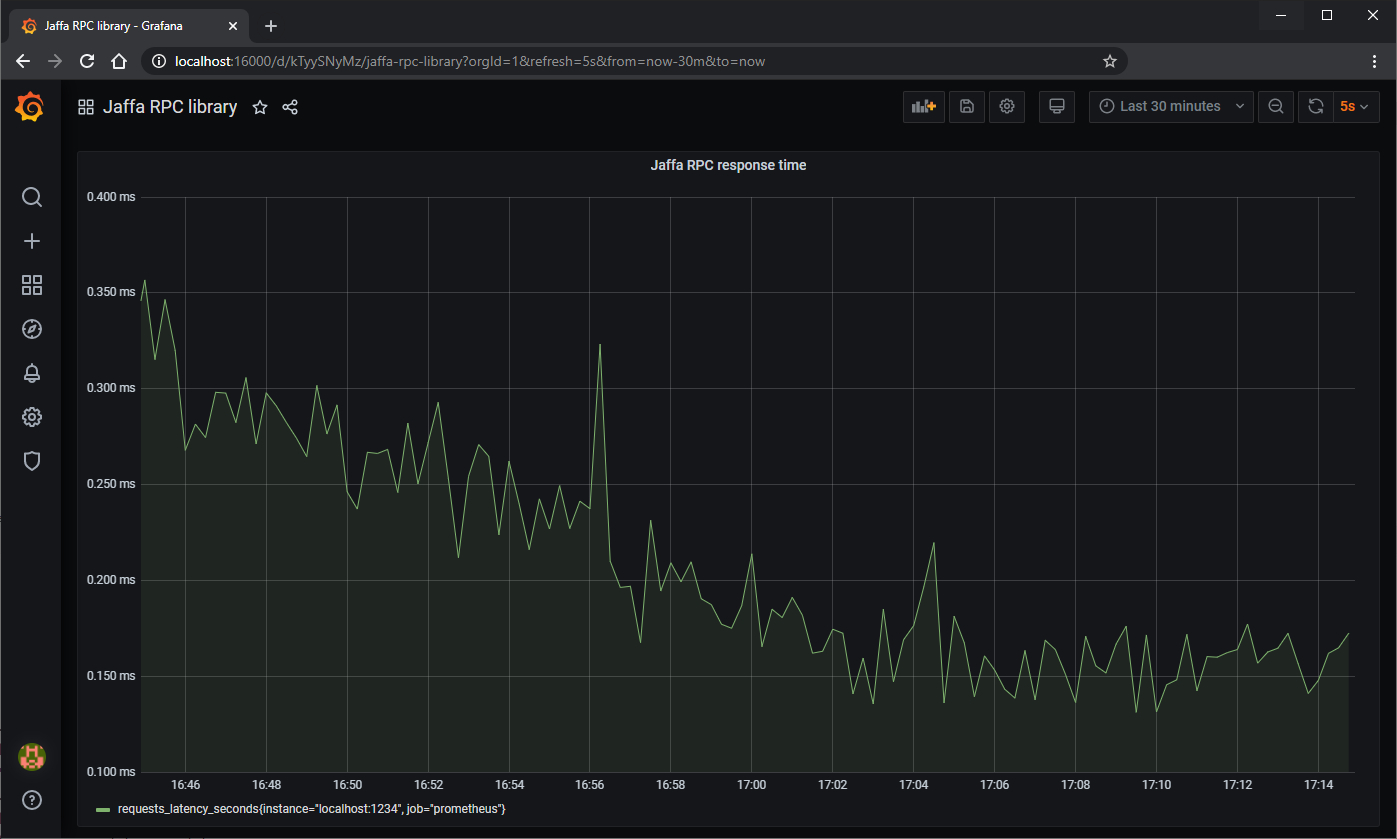 Jaffa RPC library - Grafana
localhost:16000/d/kTyySNyMz/jaffa-rpc-library?orgId=1&refresh=5s&from=now-30m&to=now
Jaffa RPC library
Last 30 minutes
5s
Jaffa RPC response time
0.400 ms
0.350 ms
0.300 ms
0.250 ms
0.200 ms
0.150 ms
0.100 ms
16:46 16:48 16:50 16:52 16:54 16:56 16:58 17:00 17:02 17:04 17:06 17:08 17:10 17:12 17:14
requests_latency_seconds{instance="localhost:1234", job="prometheus"}